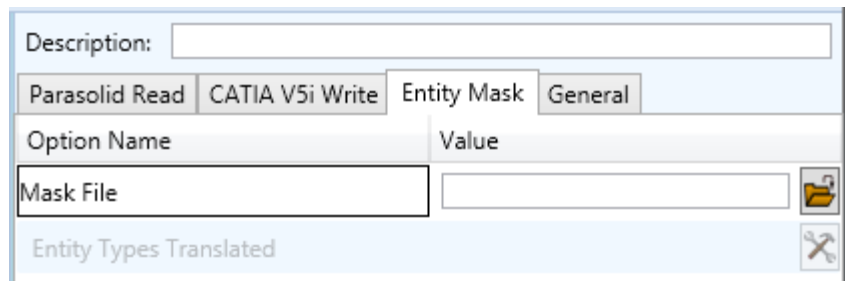 Description:
Parasolid Read CATIA V5i Write Entity Mask General
Option Name Value
Mask File
Entity Types Translated